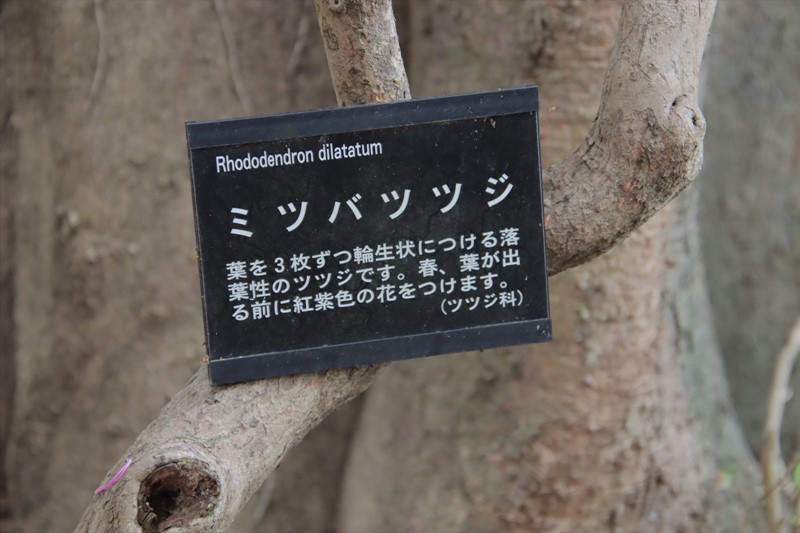 Rhododendron dilatatum
ミツバツツジ
葉を3枚ずつ輪生状につける落
葉性のツツジです。春、葉が出
る前に紅紫色の花をつけます。
(ツツジ科)